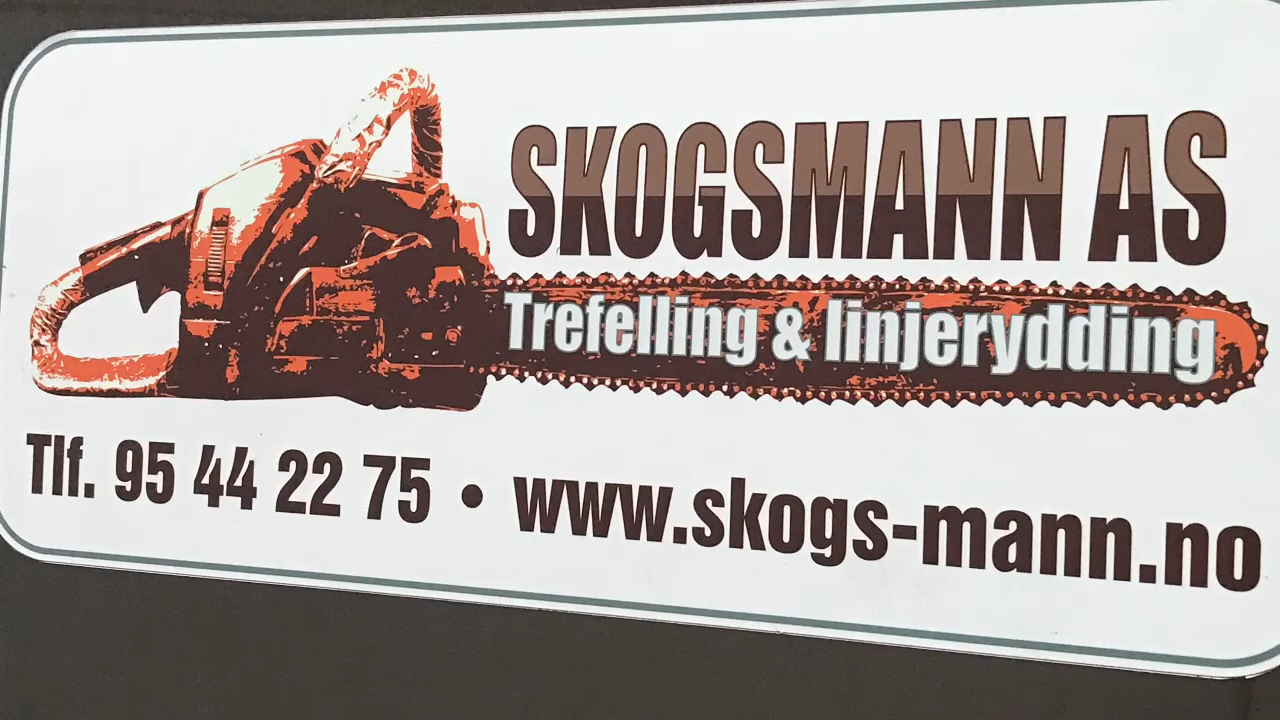 SKOGSMANN AS
Trefelling & linjerydding
Tlf. 95 44 22 75 • www.skogs-mann.no